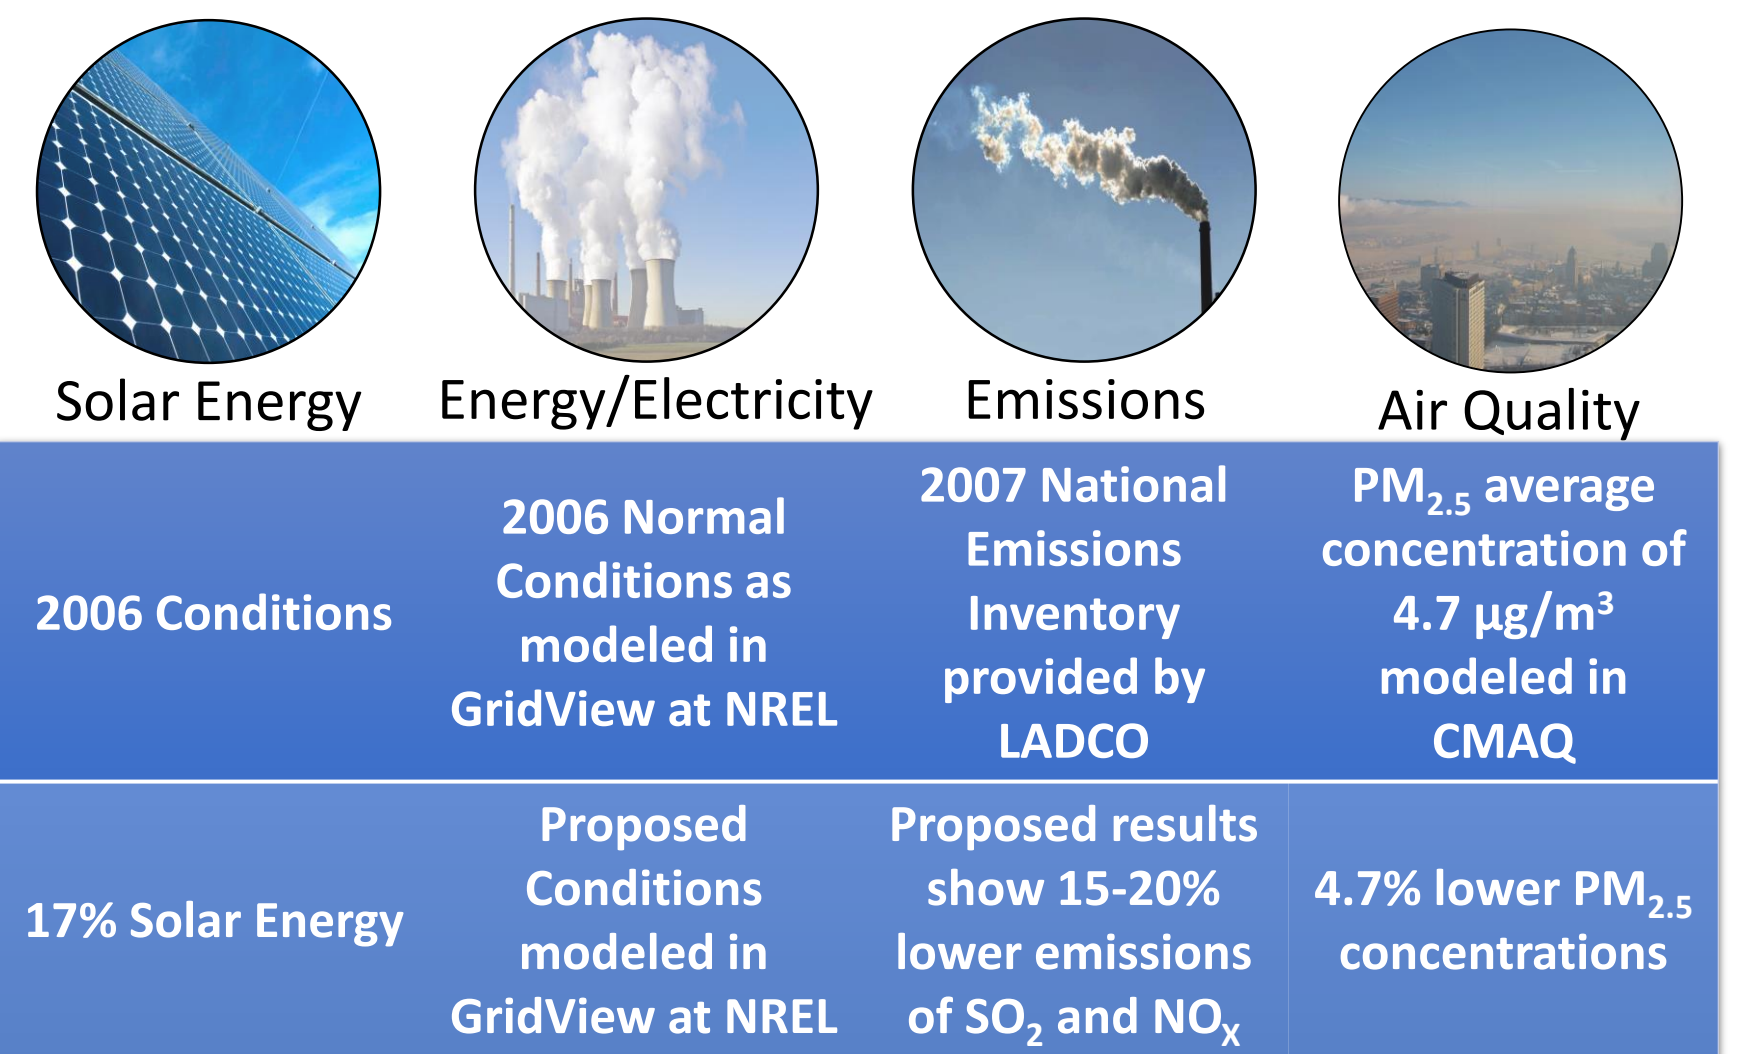 Solar Energy
Energy/Electricity
Emissions
Air Quality
2006 Conditions
2006 Normal
Conditions as
modeled in
GridView at NREL
2007 National
Emissions
Inventory
provided by
LADCO
PM₂.₅ average
concentration of
4.7 µg/m³
modeled in
CMAQ
17% Solar Energy
Proposed
Conditions
modeled in
GridView at NREL
Proposed results
show 15-20%
lower emissions
of SO₂ and NOₓ
4.7% lower PM₂.₅
concentrations